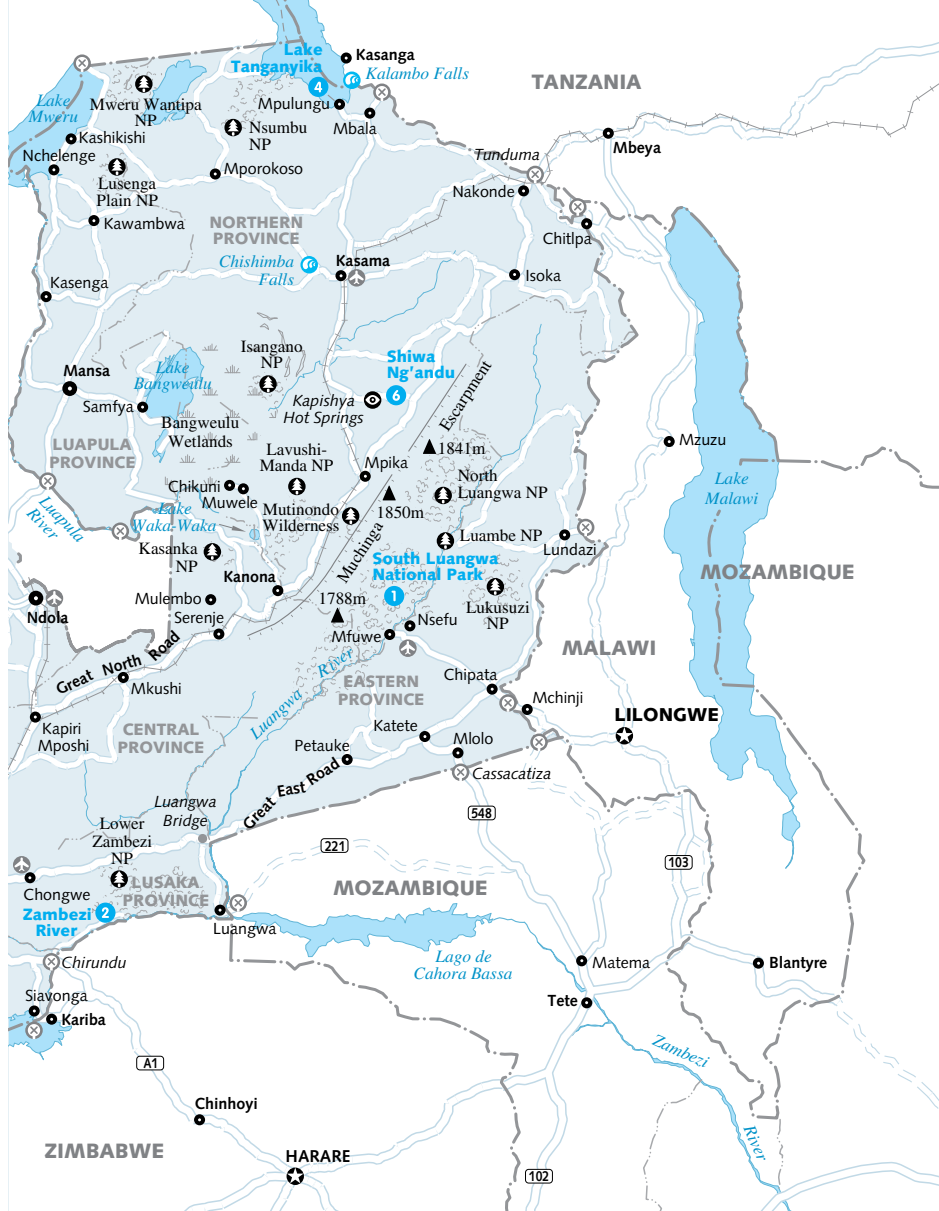 Lake
Tanganyika
4
Kasanga
Kalambo Falls
TANZANIA
Lake
Mweru
Mweru Wantipa
NP
Mpulungu
Mbala
Nsumbu
NP
Kashikishi
Nchelenge
Lusenga
Plain NP
Mporokoso
Tunduma
Mbeya
Nakonde
Kawambwa
NORTHERN
PROVINCE
Chitlpa
Chishimba
Falls
Kasama
Isoka
Kasenga
Isangano
NP
Shiwa
Ng'andu
6
Lake
Bangweulu
Mansa
Samfya
Kapishya
Hot Springs
Escarpment
Bangweulu
Wetlands
LUAPULA
PROVINCE
Lavushi-
Manda NP
1841m
Mzuzu
Mpika
North
Luangwa NP
Lake
Malawi
Chikuni
Muwele
1850m
Luapula
River
Lake
Waka-Waka
Mutinondo
Wilderness
Muchinga
Luambe NP
Lundazi
Kasanka
NP
South Luangwa
National Park
1
MOZAMBIQUE
Kanona
Mulembo
1788m
Lukusuzi
NP
Ndola
Serenje
Nsefu
Mfuwe
MALAWI
Great North Road
Mkushi
Luangwa River
EASTERN
PROVINCE
Chipata
Mchinji
LILONGWE
Kapiri
Mposhi
CENTRAL
PROVINCE
Katete
Petauke
Mlolo
Great East Road
Cassacatiza
Luangwa
Bridge
548
Lower
Zambezi
NP
221
103
Chongwe
LUSAKA
PROVINCE
MOZAMBIQUE
Zambezi
River
2
Luangwa
Chirundu
Lago de
Cahora Bassa
Matema
Blantyre
Siavonga
Kariba
Tete
Zambezi
River
A1
Chinhoyi
ZIMBABWE
HARARE
102